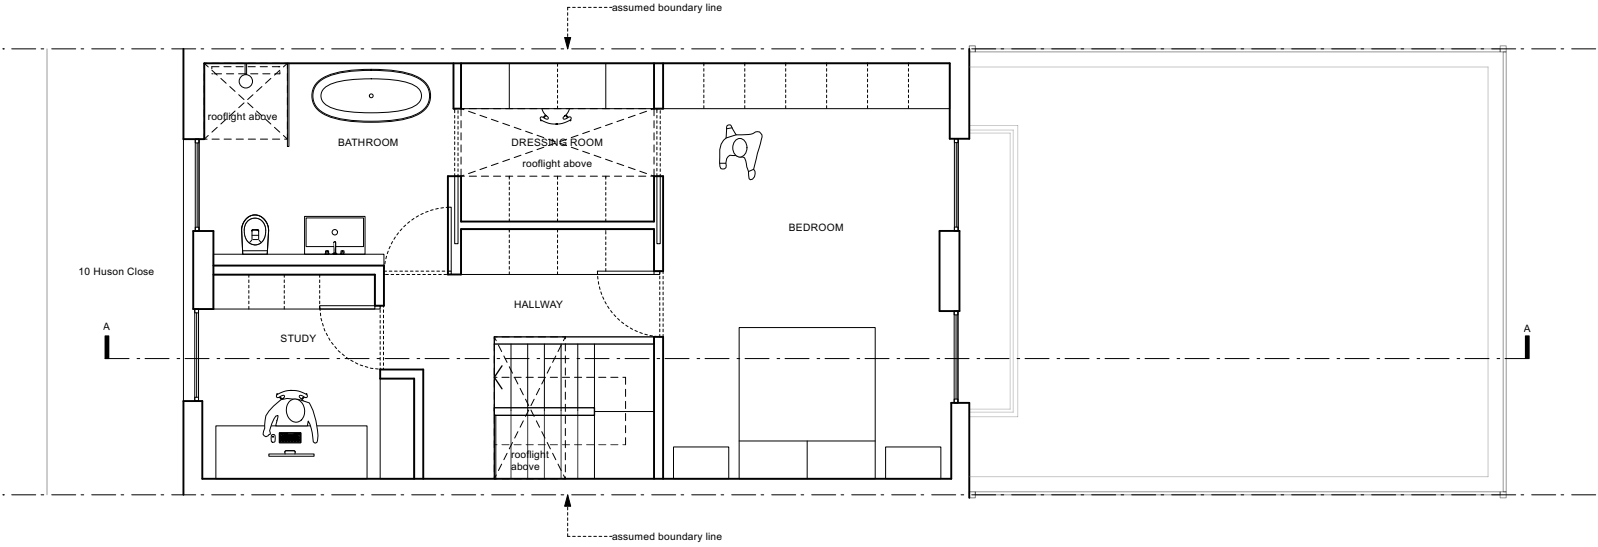 assumed boundary line
rooflight above
BATHROOM
DRESSING ROOM
rooflight above
BEDROOM
10 Huson Close
HALLWAY
A
A
STUDY
rooflight
above
assumed boundary line